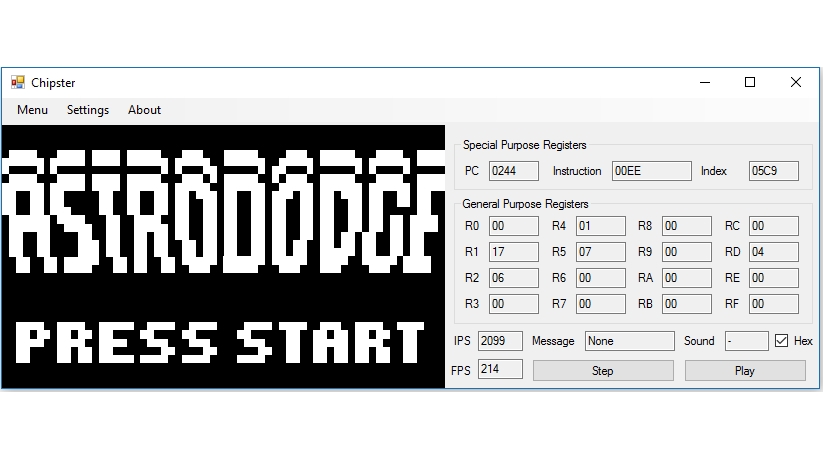 Chipster
Menu Settings About
ASTRODODGE
PRESS START
Special Purpose Registers
PC 0244 Instruction 00EE Index 05C9
General Purpose Registers
R0 00 R4 01 R8 00 RC 00
R1 17 R5 07 R9 00 RD 04
R2 06 R6 00 RA 00 RE 00
R3 00 R7 00 RB 00 RF 00
IPS 2099 Message None Sound - Hex
FPS 214 Step Play